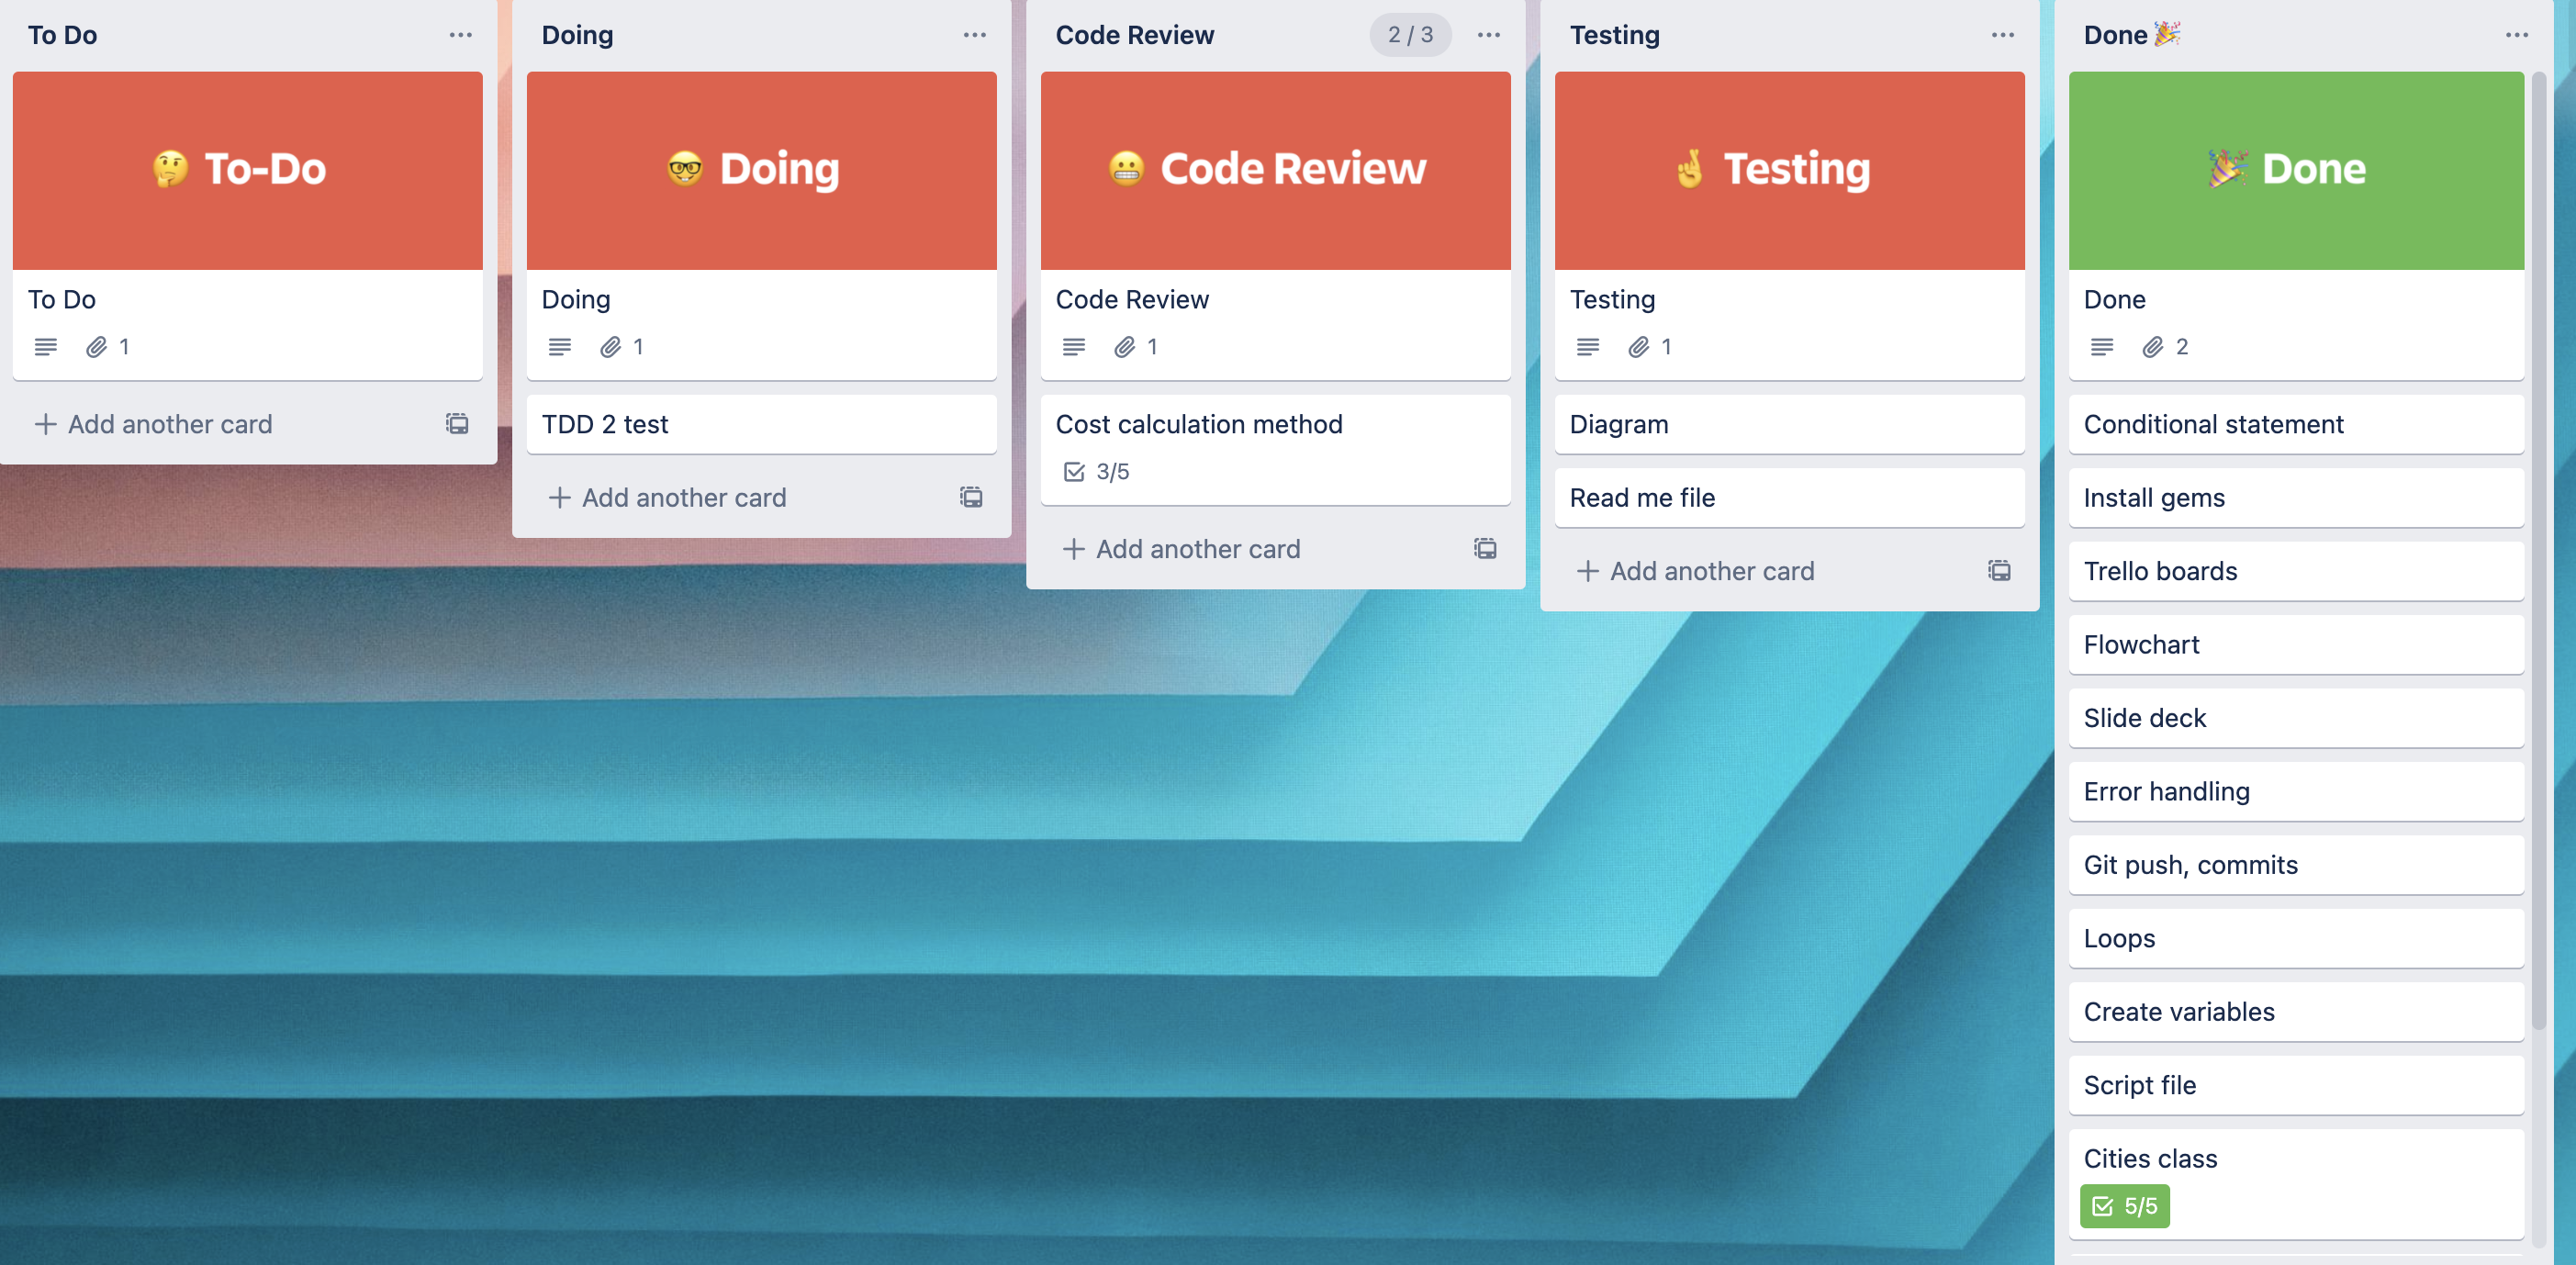 To Do
🤔 To-Do
To Do
1
+ Add another card
Doing
🤓 Doing
Doing
1
TDD 2 test
+ Add another card
Code Review 2 / 3
😬 Code Review
Code Review
1
Cost calculation method
3/5
+ Add another card
Testing
🤞 Testing
Testing
1
Diagram
Read me file
+ Add another card
Done 🎉
🎉 Done
Done
2
Conditional statement
Install gems
Trello boards
Flowchart
Slide deck
Error handling
Git push, commits
Loops
Create variables
Script file
Cities class
5/5